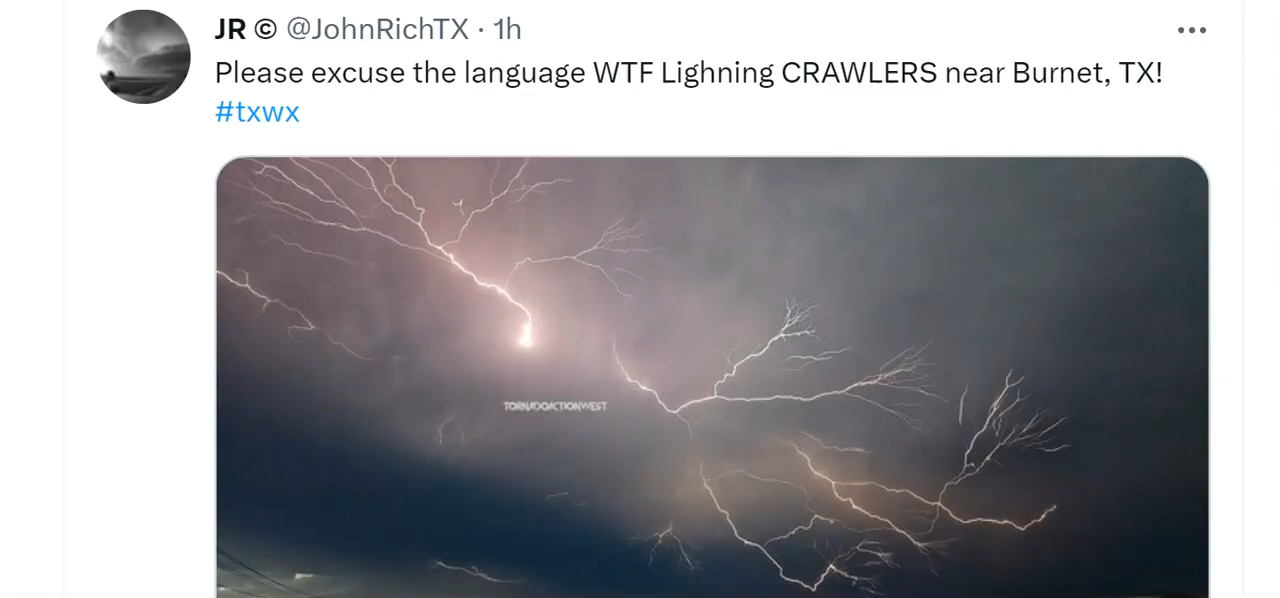 JR © @JohnRichTX · 1h
Please excuse the language WTF Lighning CRAWLERS near Burnet, TX!
#txwx
TORNADOACTIONWEST